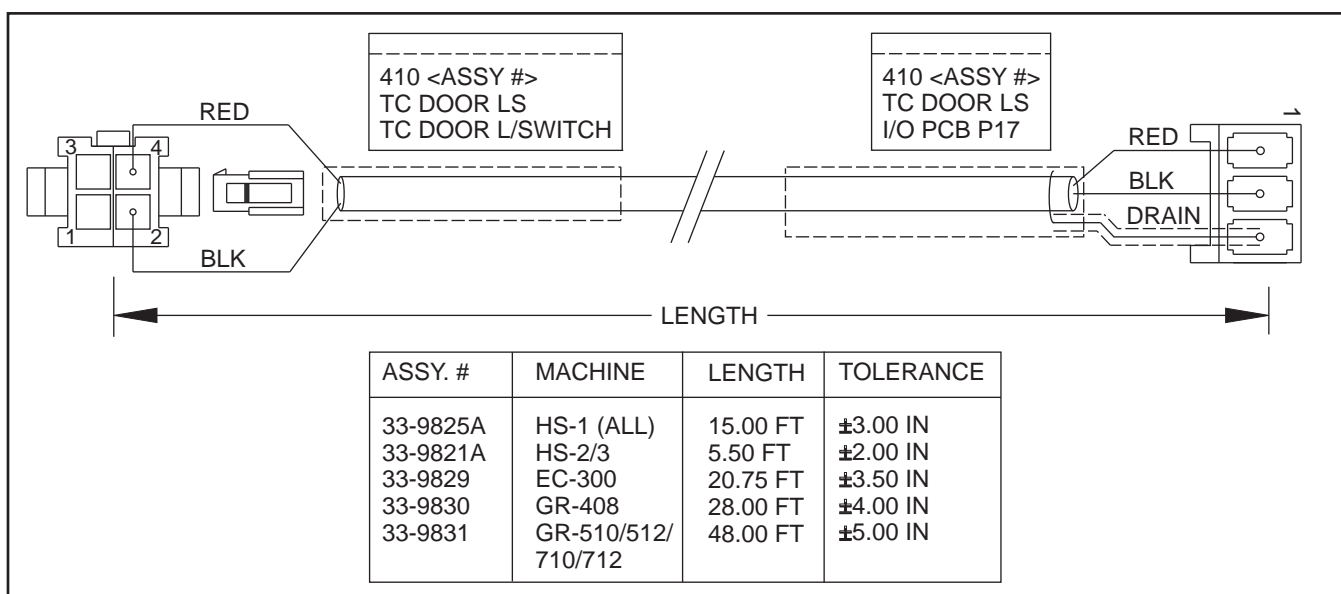 410 <ASSY #>
TC DOOR LS
TC DOOR L/SWITCH
410 <ASSY #>
TC DOOR LS
I/O PCB P17
RED
3 4
1 2
BLK
1
RED
BLK
DRAIN
LENGTH
ASSY. # MACHINE LENGTH TOLERANCE
33-9825A HS-1 (ALL) 15.00 FT ±3.00 IN
33-9821A HS-2/3 5.50 FT ±2.00 IN
33-9829 EC-300 20.75 FT ±3.50 IN
33-9830 GR-408 28.00 FT ±4.00 IN
33-9831 GR-510/512/ 48.00 FT ±5.00 IN
710/712